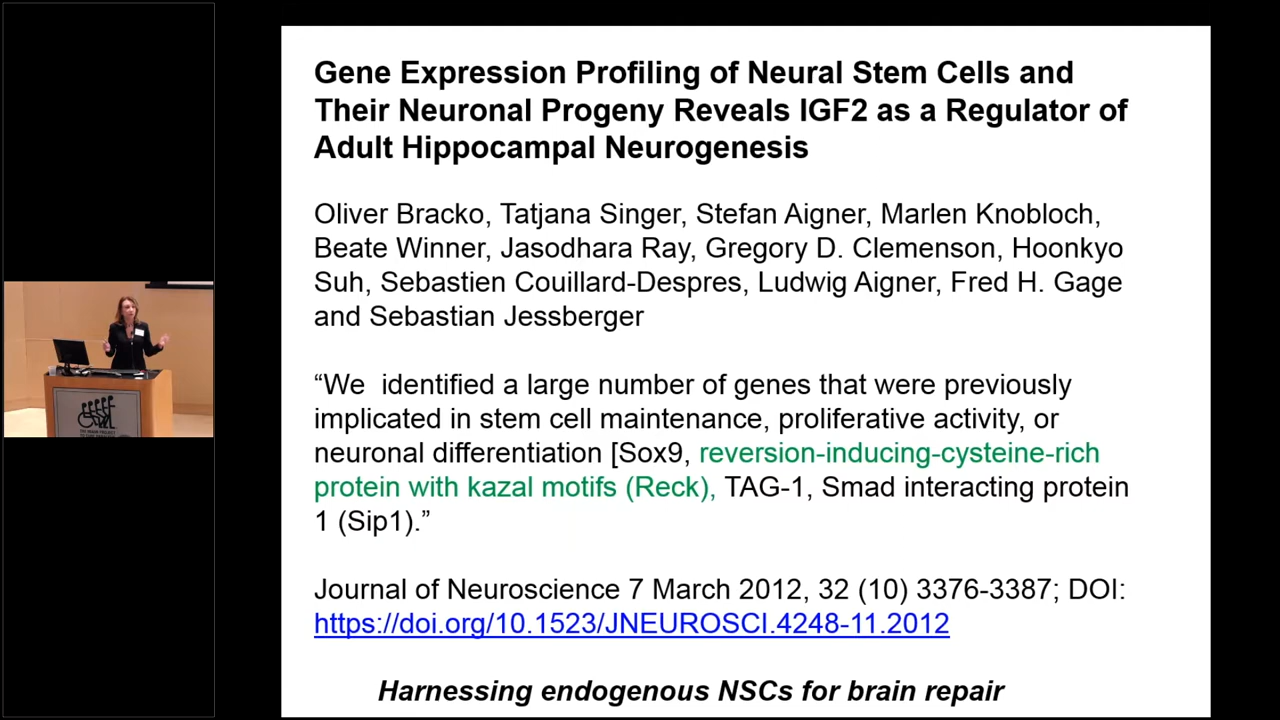 Gene Expression Profiling of Neural Stem Cells and
Their Neuronal Progeny Reveals IGF2 as a Regulator of
Adult Hippocampal Neurogenesis
Oliver Bracko, Tatjana Singer, Stefan Aigner, Marlen Knobloch,
Beate Winner, Jasodhara Ray, Gregory D. Clemenson, Hoonkyo
Suh, Sebastien Couillard-Despres, Ludwig Aigner, Fred H. Gage
and Sebastian Jessberger
“We  identified a large number of genes that were previously
implicated in stem cell maintenance, proliferative activity, or
neuronal differentiation [Sox9, reversion-inducing-cysteine-rich
protein with kazal motifs (Reck), TAG-1, Smad interacting protein
1 (Sip1).”
Journal of Neuroscience 7 March 2012, 32 (10) 3376-3387; DOI:
https://doi.org/10.1523/JNEUROSCI.4248-11.2012
Harnessing endogenous NSCs for brain repair